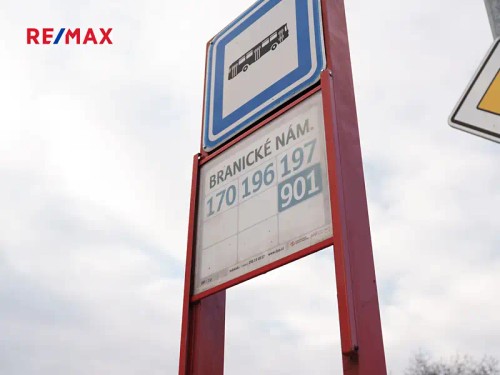 RE/MAX
BRANICKÉ NÁM.
170 196 197
901